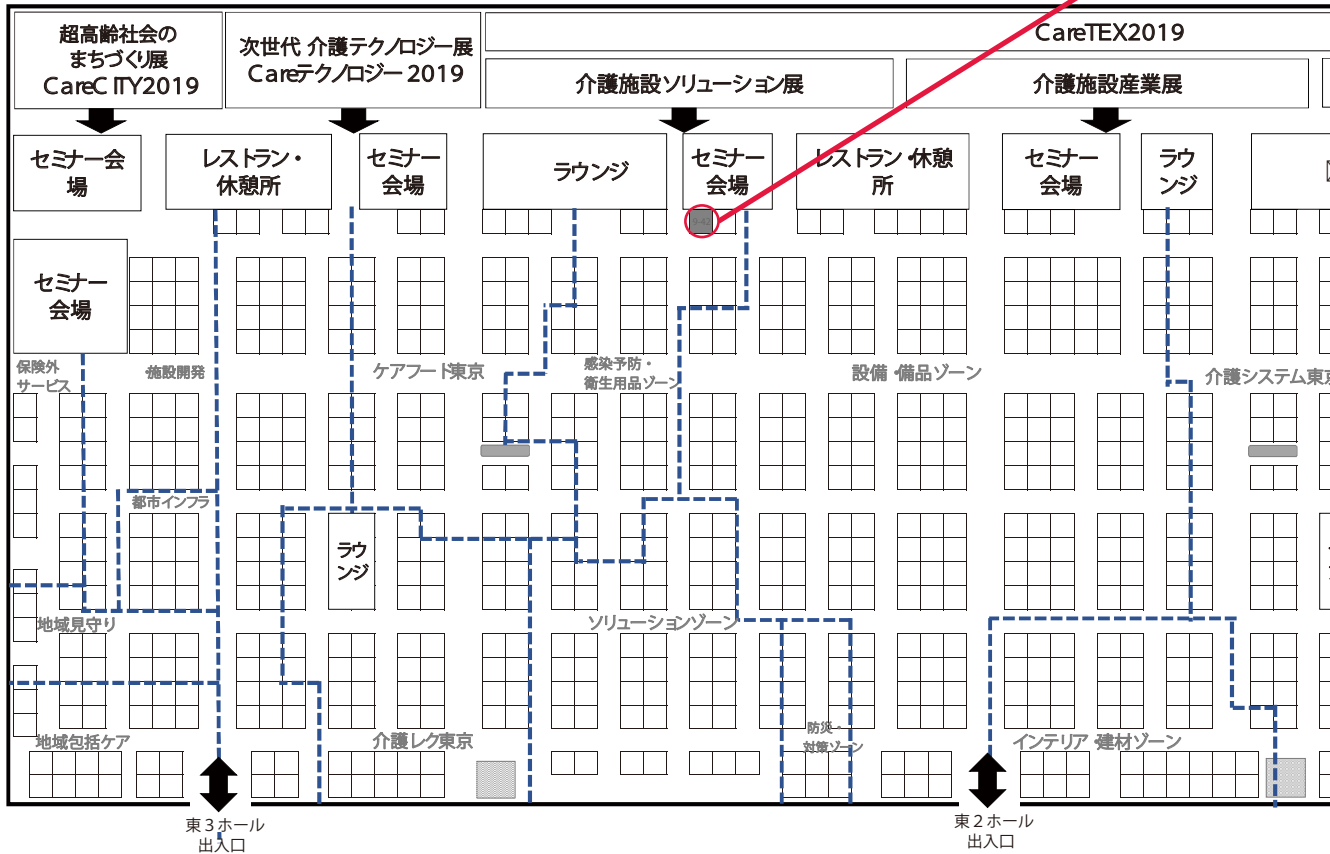 超高齢社会の
まちづくり展
CareCITY2019
次世代 介護テクノロジー展
Careテクノロジー2019
CareTEX2019
介護施設ソリューション展
介護施設産業展
セミナー会
場
レストラン・
休憩所
セミナー
会場
ラウンジ
セミナー
会場
レストラン・休憩
所
セミナー
会場
ラウ
ンジ
セミナー
会場
保険外
サービス
・施設開発
ケアフード東京
感染予防・
衛生用品ゾーン
設備・備品ゾーン
介護システム東京
都市インフラ
ラウ
ンジ
地域見守り
ソリューションゾーン
地域包括ケア
介護レク東京
防災・
対策ゾーン
インテリア・建材ゾーン
東3ホール
出入口
東2ホール
出入口